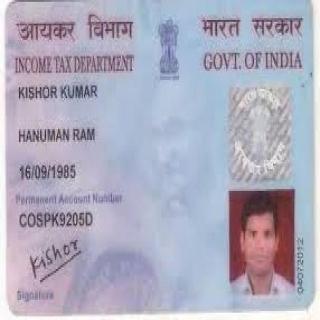 आयकर विभाग
INCOME TAX DEPARTMENT
भारत सरकार
GOVT. OF INDIA
KISHOR KUMAR
HANUMAN RAM
16/09/1985
Permanent Account Number
COSPK9205D
Kishor
Signature
04072012